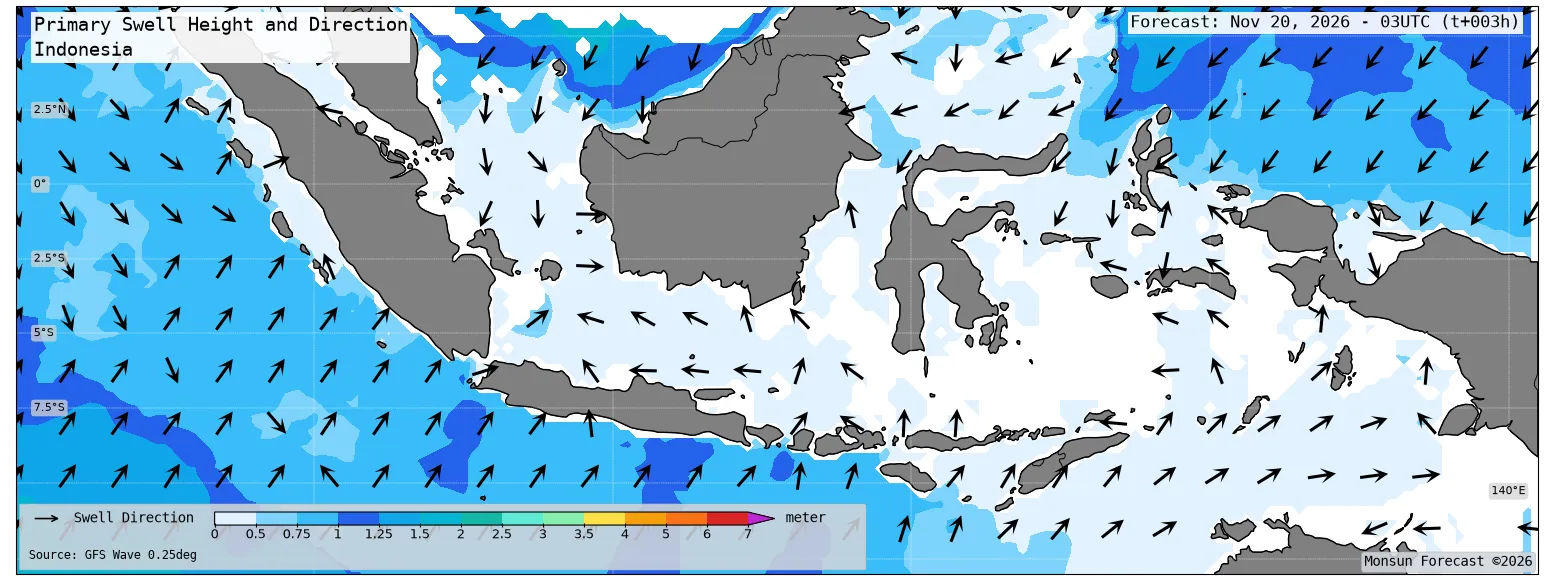 Primary Swell Height and Direction
Indonesia
Forecast: Nov 20, 2026 - 03UTC (t+003h)
2.5°N
0°
2.5°S
5°S
7.5°S
140°E
Swell Direction
meter
0 0.5 0.75 1 1.25 1.5 2 2.5 3 3.5 4 5 6 7
Source: GFS Wave 0.25deg
Monsun Forecast ©2026